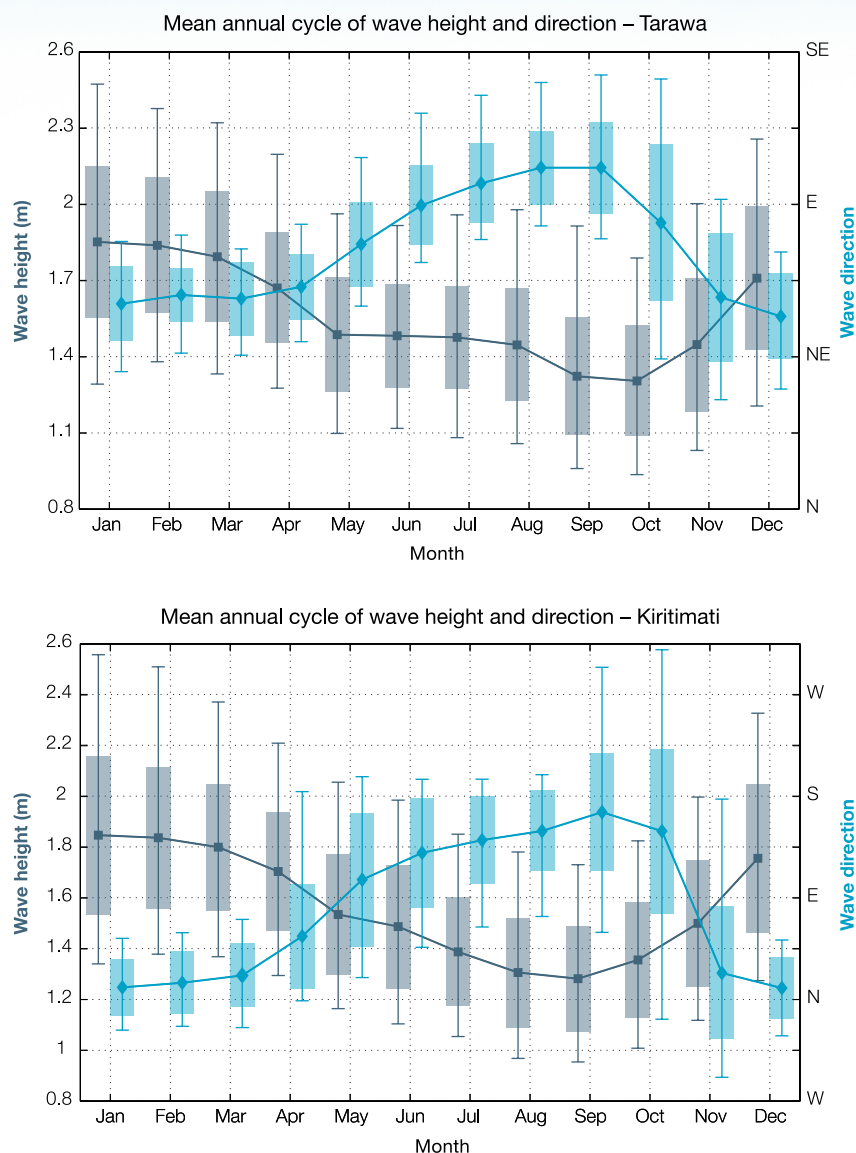 Mean annual cycle of wave height and direction – Tarawa
2.6
2.3
2
1.7
1.4
1.1
0.8
Wave height (m)
SE
E
NE
N
Wave direction
Jan Feb Mar Apr May Jun Jul Aug Sep Oct Nov Dec
Month
Mean annual cycle of wave height and direction – Kiritimati
2.6
2.4
2.2
2
1.8
1.6
1.4
1.2
1
0.8
Wave height (m)
W
S
E
N
W
Wave direction
Jan Feb Mar Apr May Jun Jul Aug Sep Oct Nov Dec
Month